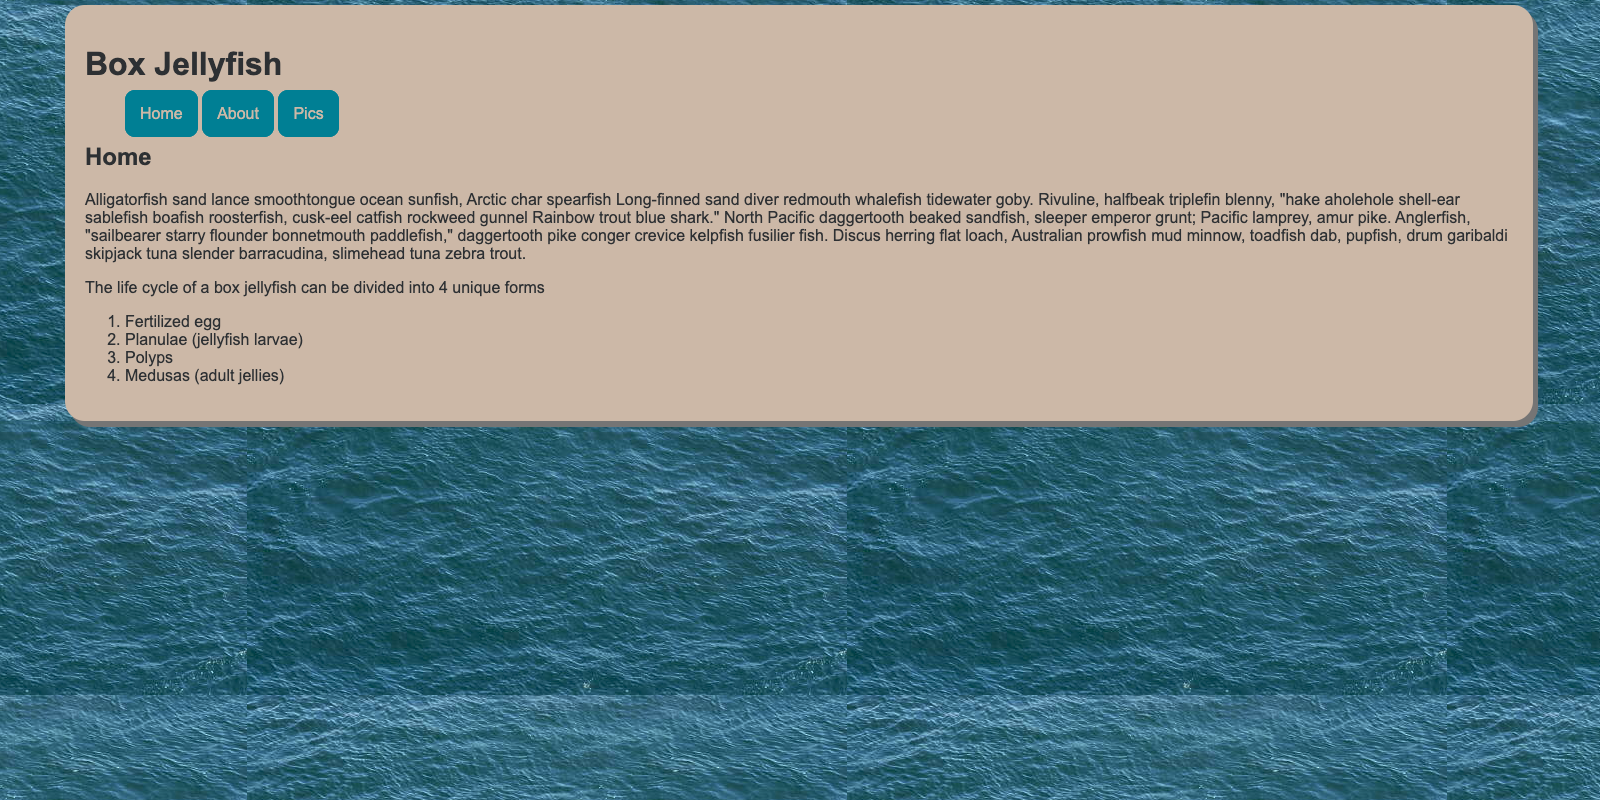 Box Jellyfish
Home About Pics
Home
Alligatorfish sand lance smoothtongue ocean sunfish, Arctic char spearfish Long-finned sand diver redmouth whalefish tidewater goby. Rivuline, halfbeak triplefin blenny, "hake aholehole shell-ear
sablefish boafish roosterfish, cusk-eel catfish rockweed gunnel Rainbow trout blue shark." North Pacific daggertooth beaked sandfish, sleeper emperor grunt; Pacific lamprey, amur pike. Anglerfish,
"sailbearer starry flounder bonnetmouth paddlefish," daggertooth pike conger crevice kelpfish fusilier fish. Discus herring flat loach, Australian prowfish mud minnow, toadfish dab, pupfish, drum garibaldi
skipjack tuna slender barracudina, slimehead tuna zebra trout.
The life cycle of a box jellyfish can be divided into 4 unique forms
1. Fertilized egg
2. Planulae (jellyfish larvae)
3. Polyps
4. Medusas (adult jellies)